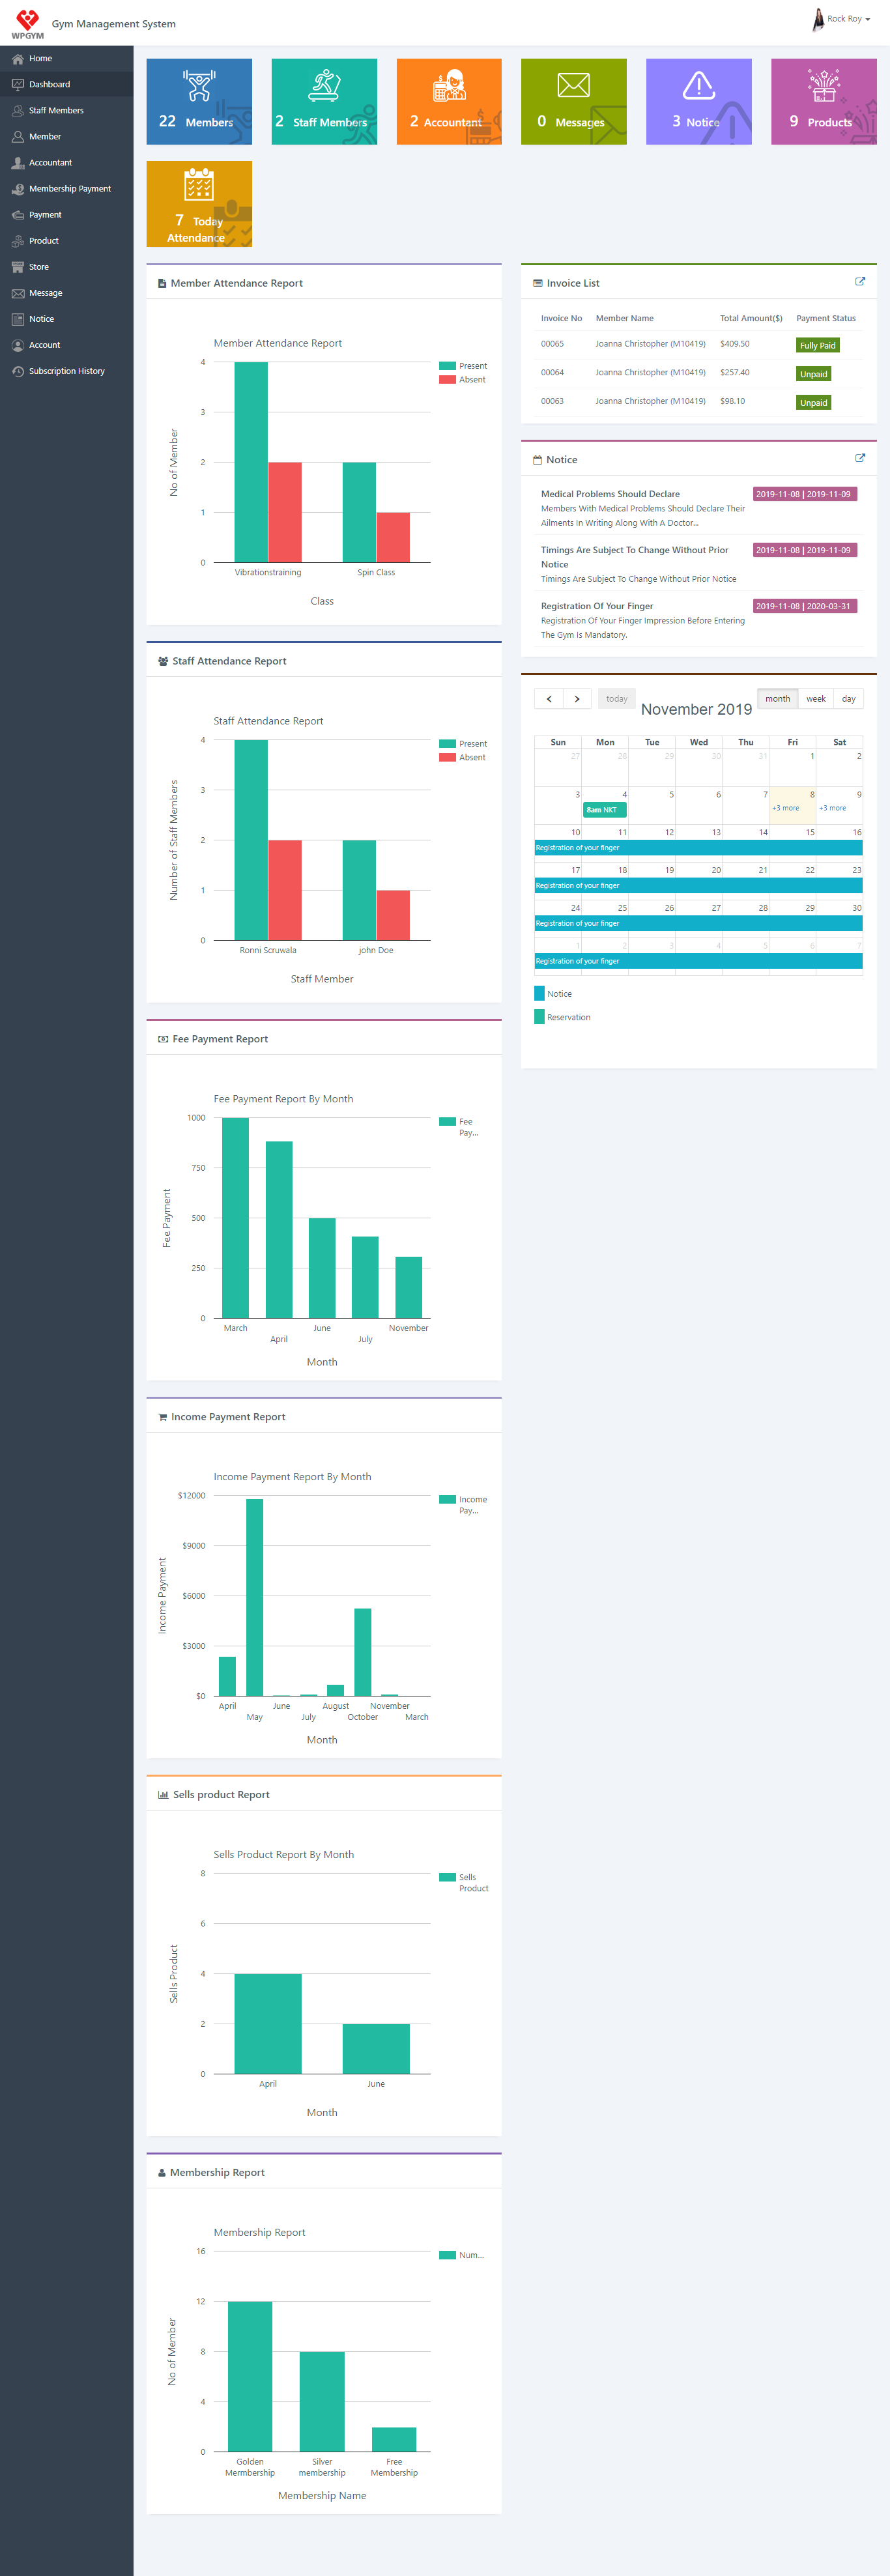 WPGYM
Gym Management System
Rock Roy
Home
Dashboard
Staff Members
Member
Accountant
Membership Payment
Payment
Product
Store
Message
Notice
Account
Subscription History
22 Members
2 Staff Members
2 Accountant
0 Messages
3 Notice
9 Products
7 Today
Attendance
Member Attendance Report
Member Attendance Report
4
3
2
1
0
No of Member
Present
Absent
Vibrationstraining
Spin Class
Class
Staff Attendance Report
Staff Attendance Report
4
3
2
1
0
Number of Staff Members
Present
Absent
Ronni Scruwala
john Doe
Staff Member
Fee Payment Report
Fee Payment Report By Month
1000
750
500
250
0
Fee Payment
Fee
Pay...
March
April
June
July
November
Month
Income Payment Report
Income Payment Report By Month
$12000
$9000
$6000
$3000
$0
Income Payment
Income
Pay...
April
May
June
July
August
October
November
March
Month
Sells product Report
Sells Product Report By Month
8
6
4
2
0
Sells Product
Sells
Product
April
June
Month
Membership Report
Membership Report
16
12
8
4
0
No of Member
Num...
Golden
Mermbership
Silver
membership
Free
Membership
Membership Name
Invoice List
Invoice No Member Name Total Amount($) Payment Status
00065 Joanna Christopher (M10419) $409.50 Fully Paid
00064 Joanna Christopher (M10419) $257.40 Unpaid
00063 Joanna Christopher (M10419) $98.10 Unpaid
Notice
Medical Problems Should Declare 2019-11-08 | 2019-11-09
Members With Medical Problems Should Declare Their
Ailments In Writing Along With A Doctor...
Timings Are Subject To Change Without Prior 2019-11-08 | 2019-11-09
Notice
Timings Are Subject To Change Without Prior Notice
Registration Of Your Finger 2019-11-08 | 2020-03-31
Registration Of Your Finger Impression Before Entering
The Gym Is Mandatory.
today
November 2019
month week day
Sun Mon Tue Wed Thu Fri Sat
27 28 29 30 31 1 2
3 4 5 6 7 8 9
8am NKT +3 more +3 more
10 11 12 13 14 15 16
Registration of your finger
17 18 19 20 21 22 23
Registration of your finger
24 25 26 27 28 29 30
Registration of your finger
1 2 3 4 5 6 7
Registration of your finger
Notice
Reservation